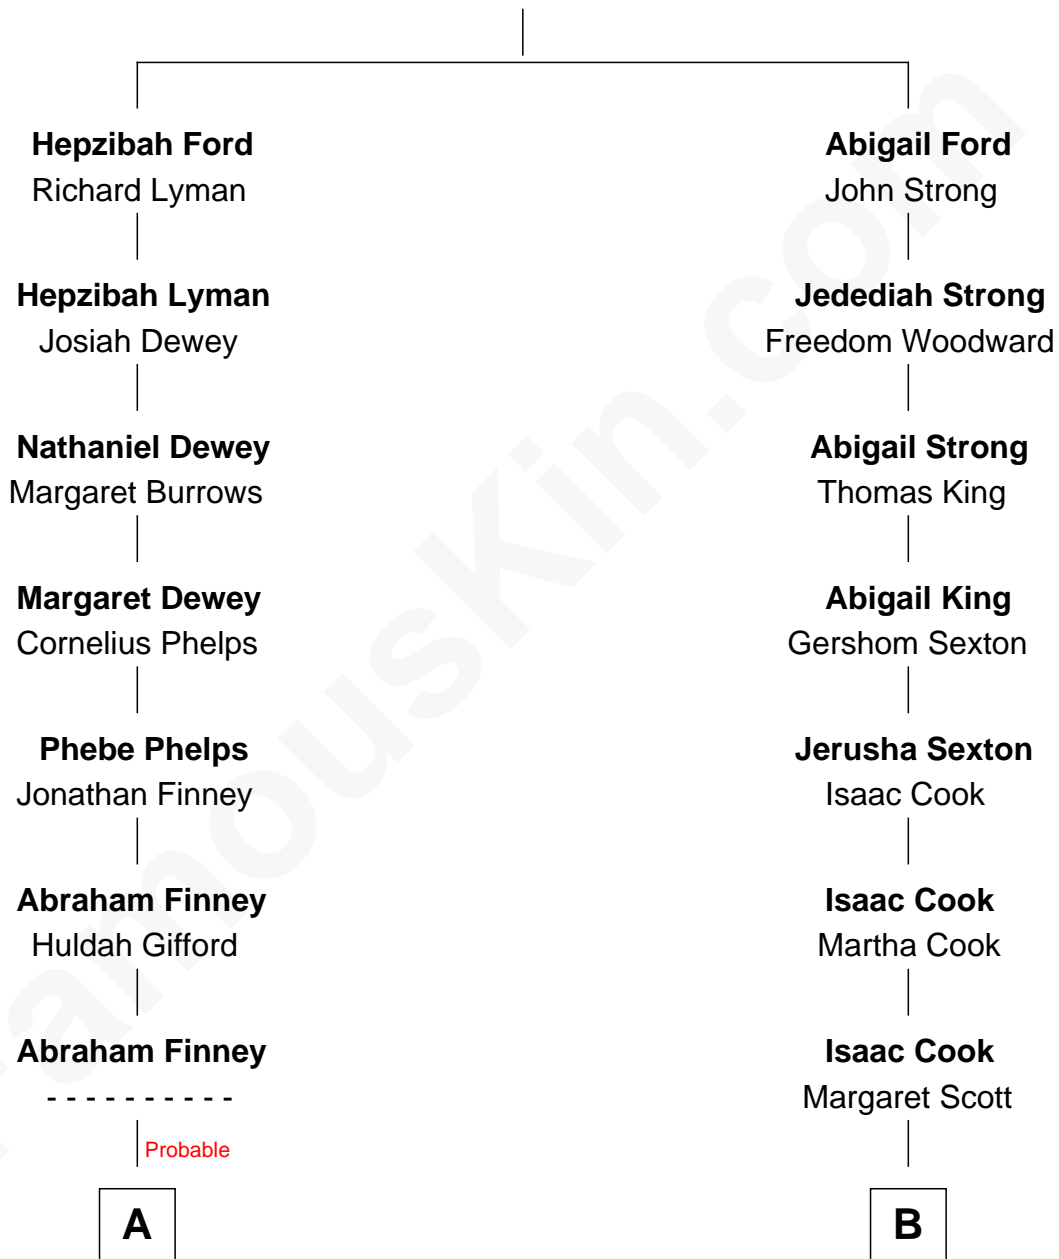 Hepzibah Ford
Richard Lyman
Hepzibah Lyman
Josiah Dewey
Nathaniel Dewey
Margaret Burrows
Margaret Dewey
Cornelius Phelps
Phebe Phelps
Jonathan Finney
Abraham Finney
Huldah Gifford
Abraham Finney
- - - - - - - - - -
Probable
A
Abigail Ford
John Strong
Jedediah Strong
Freedom Woodward
Abigail Strong
Thomas King
Abigail King
Gershom Sexton
Jerusha Sexton
Isaac Cook
Isaac Cook
Martha Cook
Isaac Cook
Margaret Scott
B
FamousKin.com